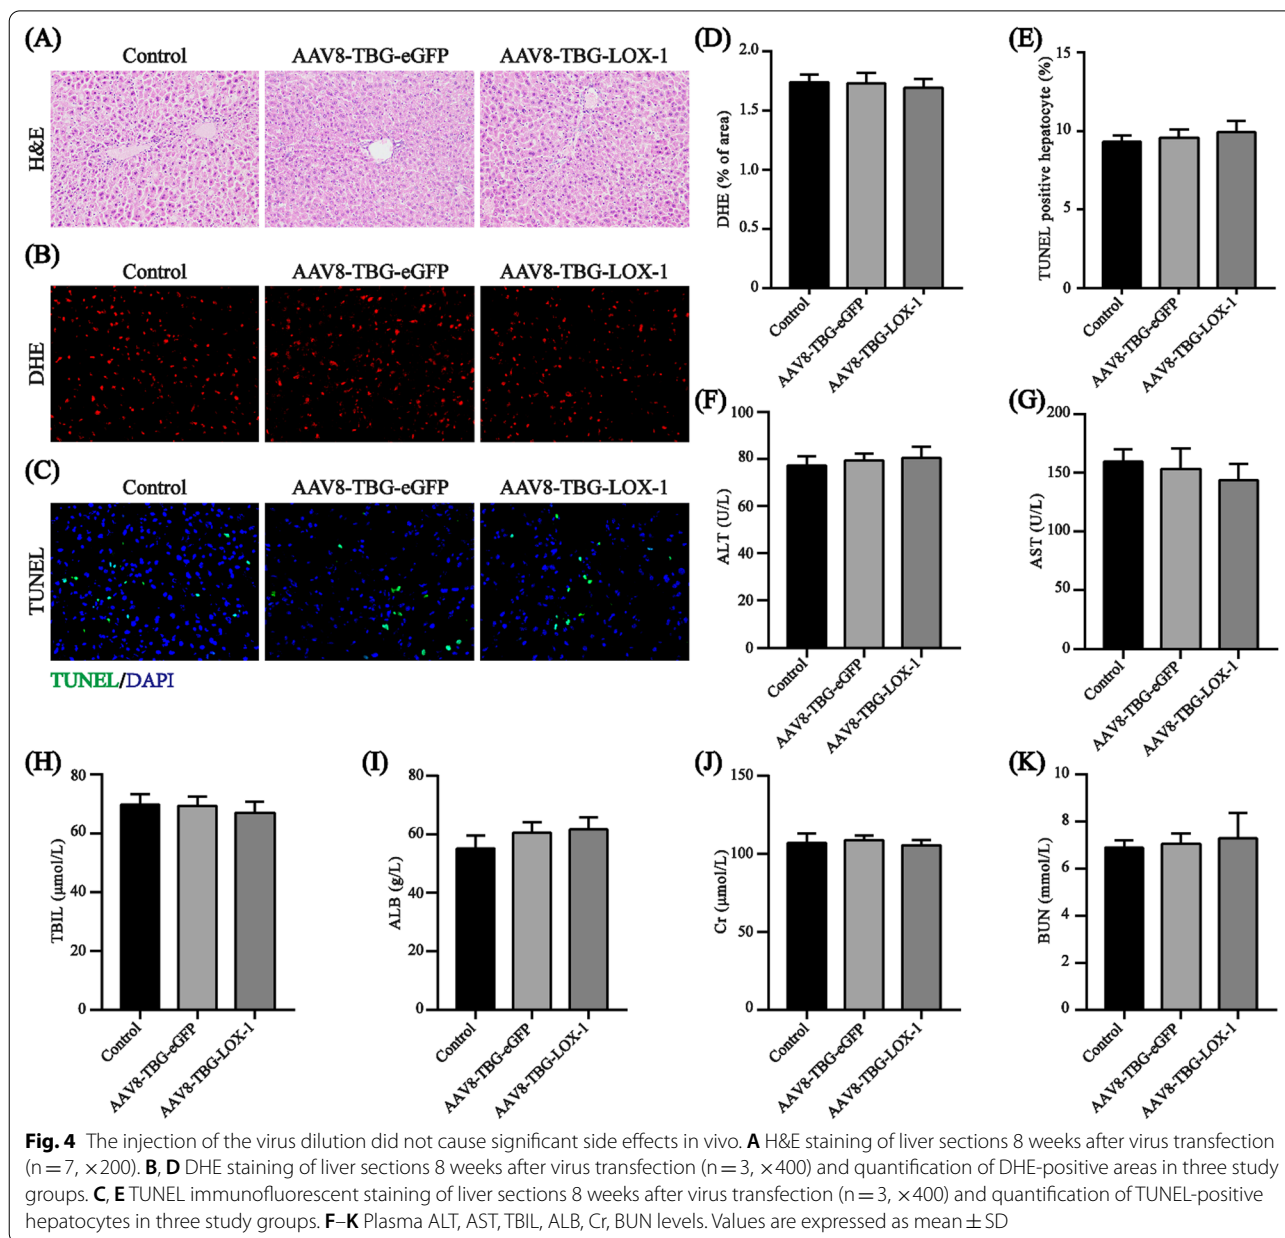 (A)
Control AAV8-TBG-eGFP AAV8-TBG-LOX-1
H&E
(B)
Control AAV8-TBG-eGFP AAV8-TBG-LOX-1
DHE
(C)
Control AAV8-TBG-eGFP AAV8-TBG-LOX-1
TUNEL
TUNEL/DAPI
(D)
DHE (% of area)
2.0
1.5
1.0
0.5
0
Control AAV8-TBG-eGFP AAV8-TBG-LOX-1
(E)
TUNEL positive hepatocyte (%)
15
10
5
0
Control AAV8-TBG-eGFP AAV8-TBG-LOX-1
(F)
ALT (U/L)
100
80
60
40
20
0
Control AAV8-TBG-eGFP AAV8-TBG-LOX-1
(G)
AST (U/L)
200
150
100
50
0
Control AAV8-TBG-eGFP AAV8-TBG-LOX-1
(H)
TBIL (μmol/L)
80
60
40
20
0
Control AAV8-TBG-eGFP AAV8-TBG-LOX-1
(I)
ALB (g/L)
80
60
40
20
0
Control AAV8-TBG-eGFP AAV8-TBG-LOX-1
(J)
Cr (μmol/L)
150
100
50
0
Control AAV8-TBG-eGFP AAV8-TBG-LOX-1
(K)
BUN (mmol/L)
10
8
6
4
2
0
Control AAV8-TBG-eGFP AAV8-TBG-LOX-1
Fig. 4 The injection of the virus dilution did not cause significant side effects in vivo. A H&E staining of liver sections 8 weeks after virus transfection
(n = 7, ×200). B, D DHE staining of liver sections 8 weeks after virus transfection (n = 3, ×400) and quantification of DHE-positive areas in three study
groups. C, E TUNEL immunofluorescent staining of liver sections 8 weeks after virus transfection (n = 3, ×400) and quantification of TUNEL-positive
hepatocytes in three study groups. F–K Plasma ALT, AST, TBIL, ALB, Cr, BUN levels. Values are expressed as mean ± SD